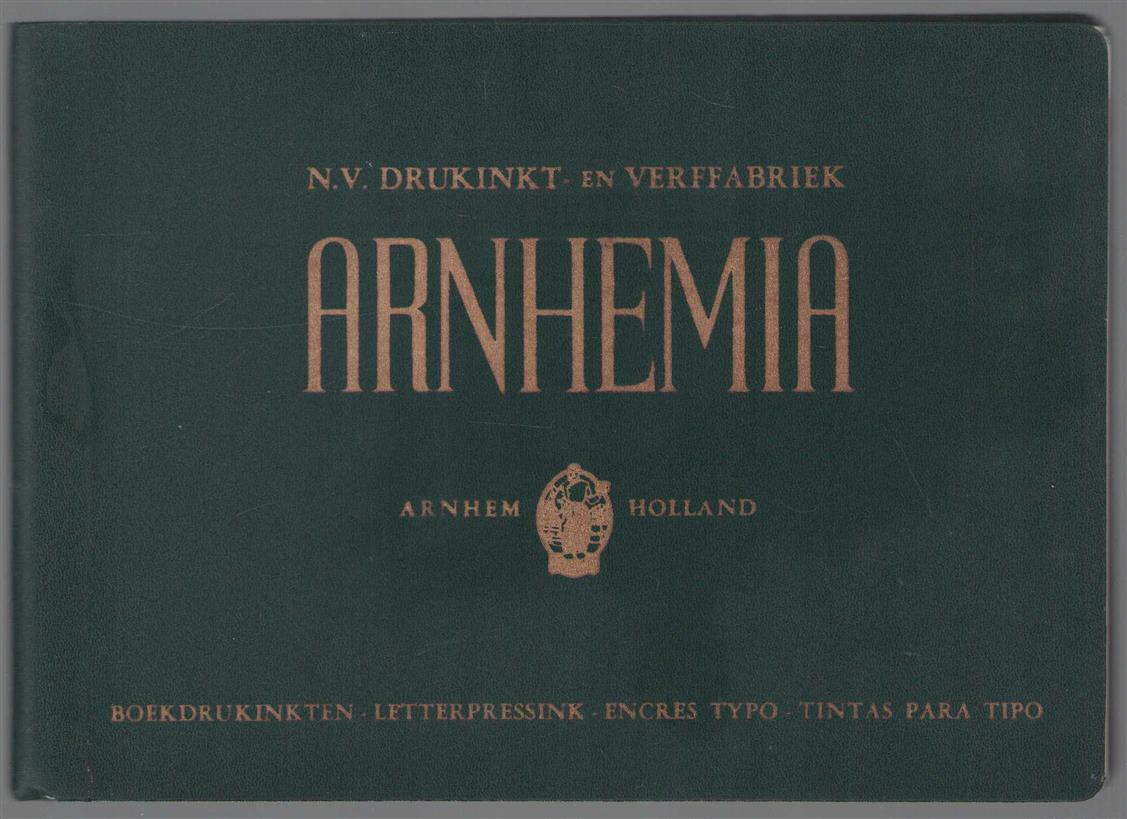 N.V. DRUKINKT- EN VERFFABRIEK
ARNHEMIA
ARNHEM HOLLAND
BOEKDRUKINKTEN - LETTERPRESSINK - ENCRES TYPO - TINTAS PARA TIPO